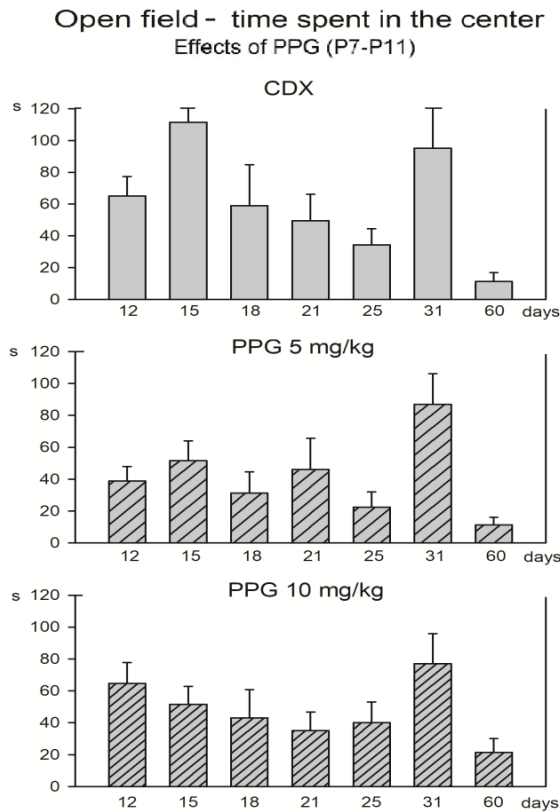 Open field - time spent in the center
Effects of PPG (P7-P11)
CDX
s
120
100
80
60
40
20
0
12 15 18 21 25 31 60 days
PPG 5 mg/kg
s
120
100
80
60
40
20
0
12 15 18 21 25 31 60 days
PPG 10 mg/kg
s
120
100
80
60
40
20
0
12 15 18 21 25 31 60 days